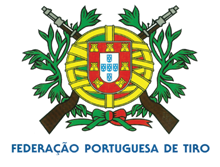 FEDERAÇÃO PORTUGUESA DE TIRO